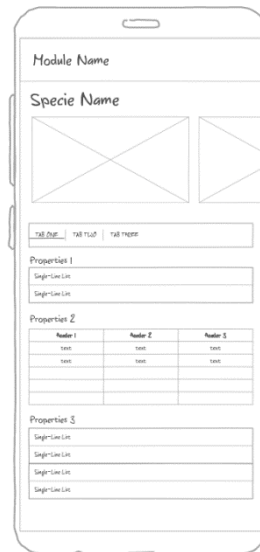 Module Name
Specie Name
TAB ONE TAB TWO TAB THREE
Properties 1
Single-Line List
Single-Line List
Properties 2
Header 1 Header 2 Header 3
text text text
text text text
Properties 3
Single-Line List
Single-Line List
Single-Line List
Single-Line List